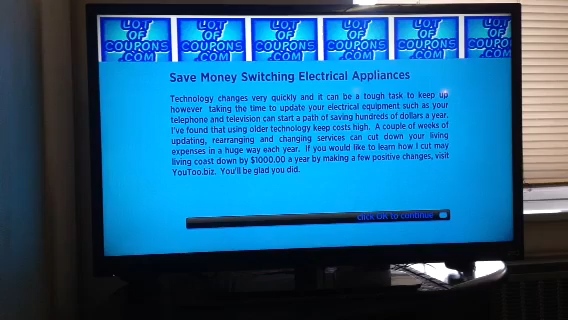 LOT OF COUPONS .COM
LOT OF COUPONS .COM
LOT OF COUPONS .COM
LOT OF COUPONS .COM
LOT OF COUPONS .COM
LOT OF COUPO .COM
Save Money Switching Electrical Appliances
Technology changes very quickly and it can be a tough task to keep up
however taking the time to update your electrical equipment such as your
telephone and television can start a path of saving hundreds of dollars a year.
I've found that using older technology keep costs high. A couple of weeks of
updating, rearranging and changing services can cut down your living
expenses in a huge way each year. If you would like to learn how I cut may
living coast down by $1000.00 a year by making a few positive changes, visit
YouToo.biz. You'll be glad you did.
click OK to continue